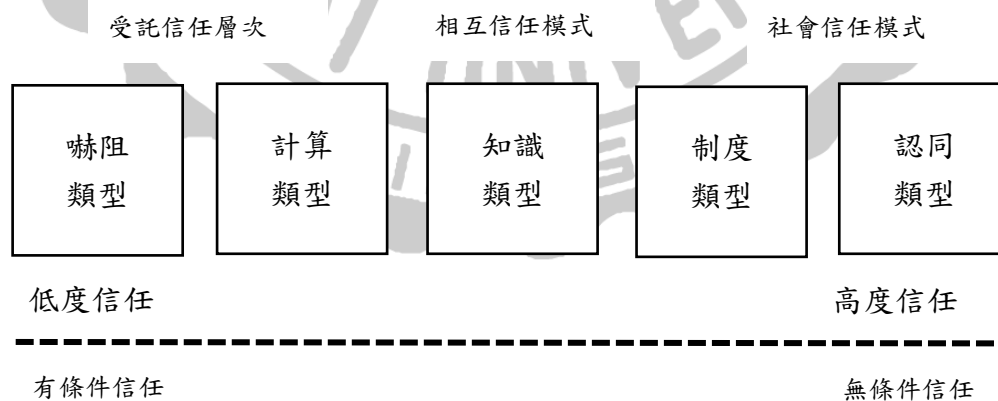 受託信任層次 相互信任模式 社會信任模式
嚇阻 計算 知識 制度 認同
類型 類型 類型 類型 類型
低度信任 高度信任
有條件信任 無條件信任